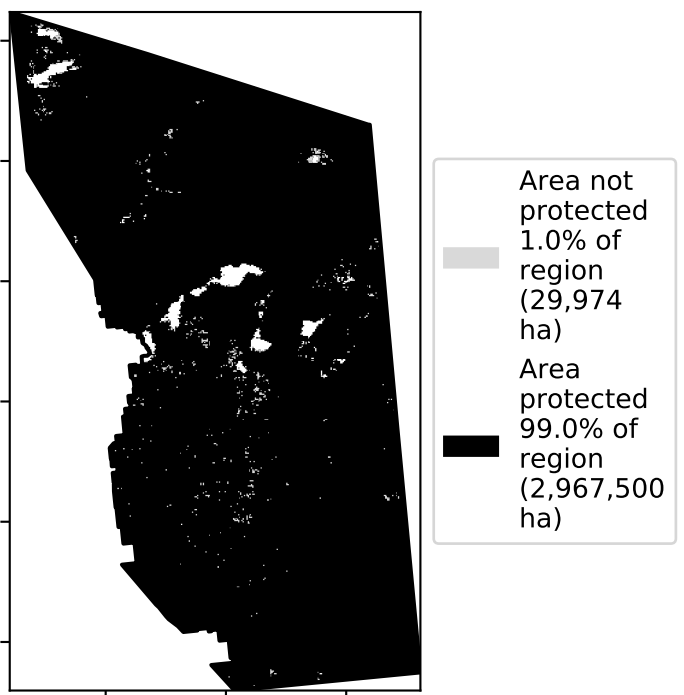 Area not
protected
1.0% of
region
(29,974
ha)
Area
protected
99.0% of
region
(2,967,500
ha)